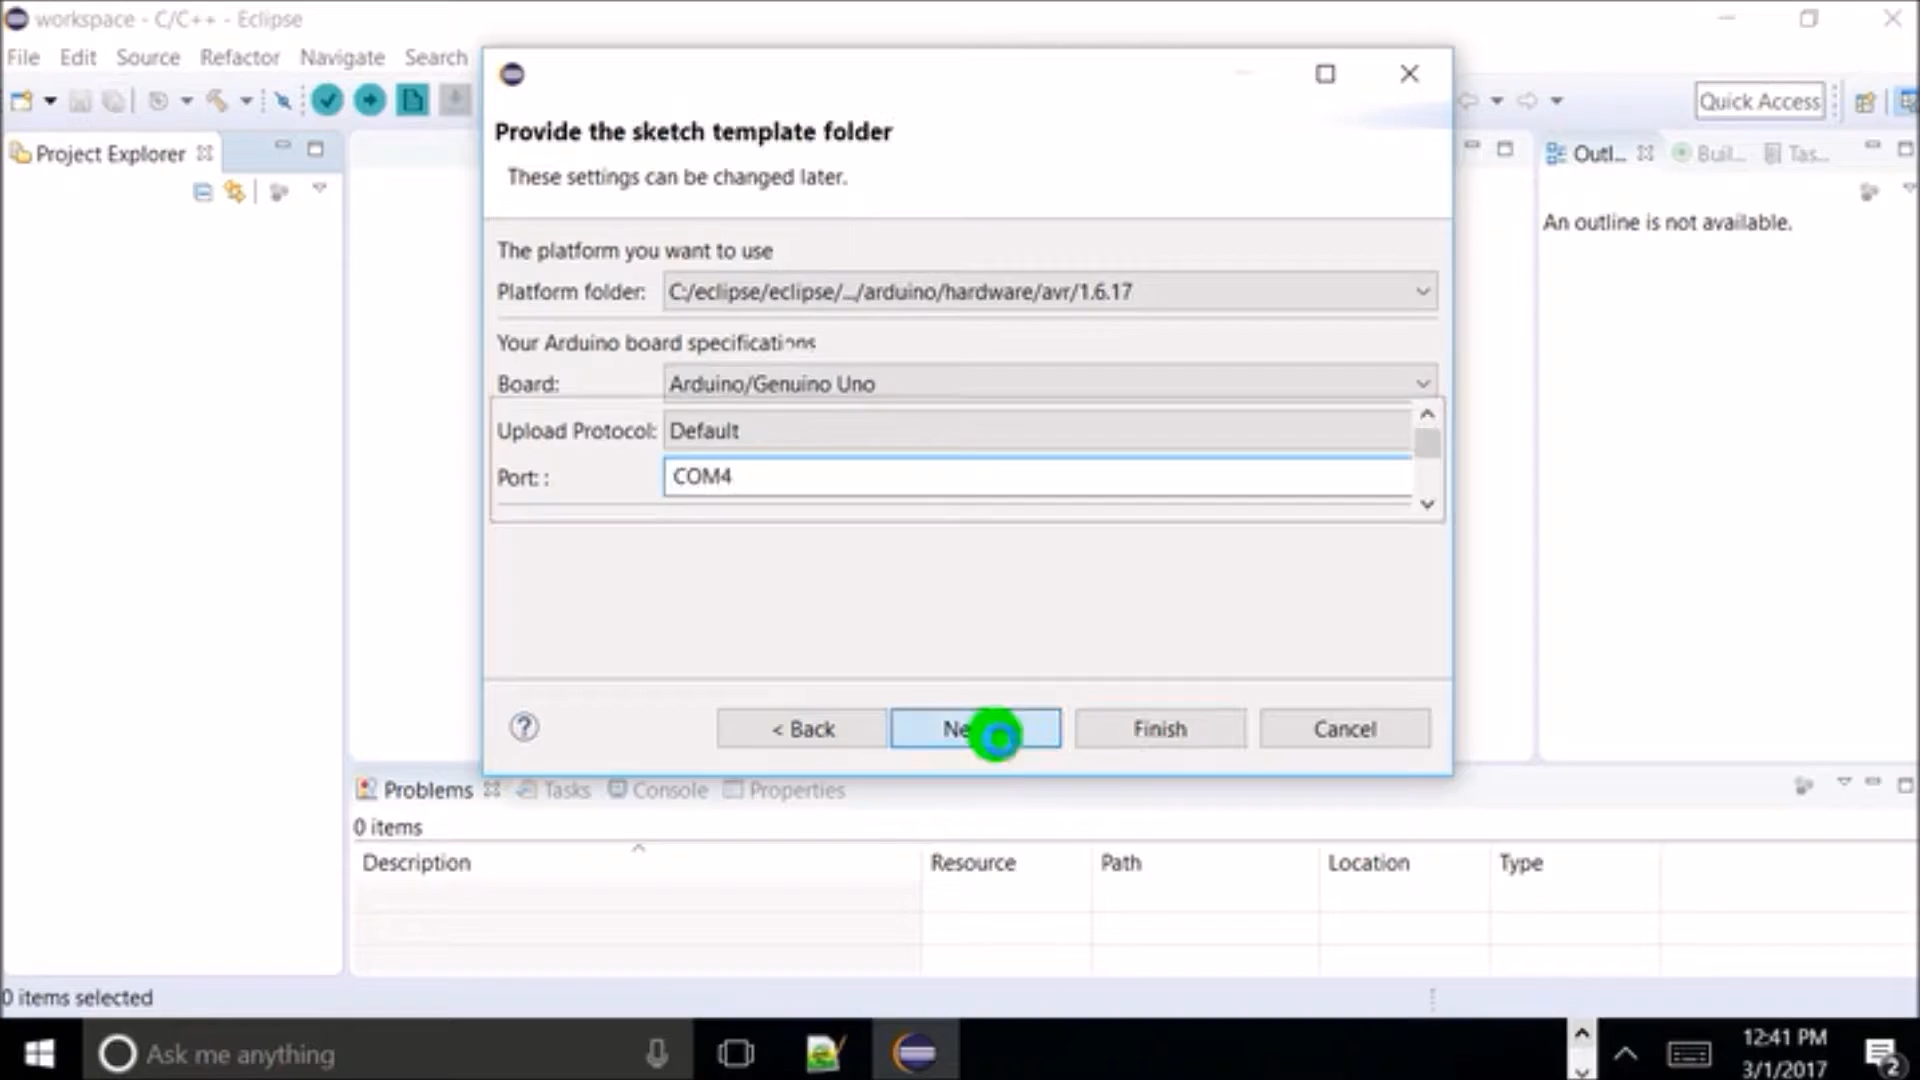 workspace - C/C++ - Eclipse
File Edit Source Refactor Navigate Search
Quick Access
Project Explorer
Outl... Buil... Tas...
An outline is not available.
Provide the sketch template folder
These settings can be changed later.
The platform you want to use
Platform folder: C:/eclipse/eclipse/.../arduino/hardware/avr/1.6.17
Your Arduino board specifications
Board: Arduino/Genuino Uno
Upload Protocol: Default
Port: : COM4
? < Back Ne Finish Cancel
Problems Tasks Console Properties
0 items
Description Resource Path Location Type
0 items selected
Ask me anything
12:41 PM
3/1/2017
2